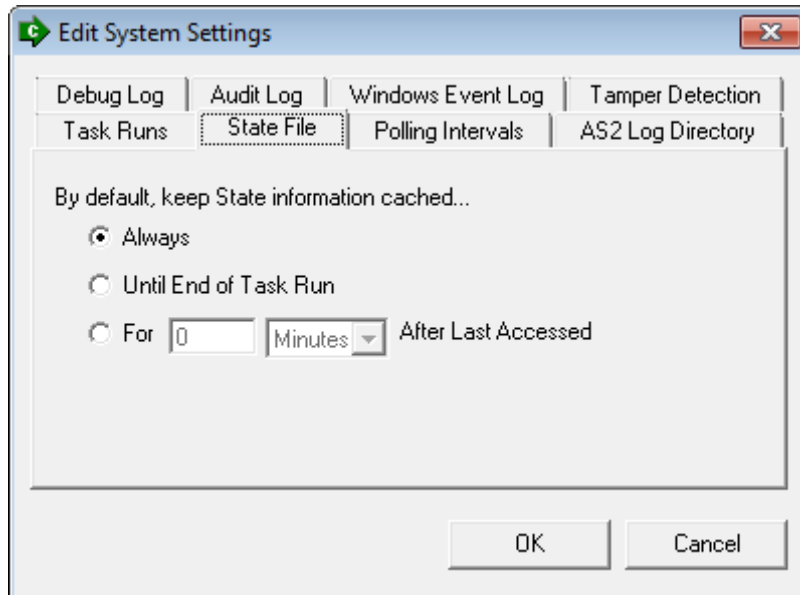 Edit System Settings
Debug Log Audit Log Windows Event Log Tamper Detection
Task Runs State File Polling Intervals AS2 Log Directory
By default, keep State information cached...
Always
Until End of Task Run
For 0 Minutes After Last Accessed
OK Cancel